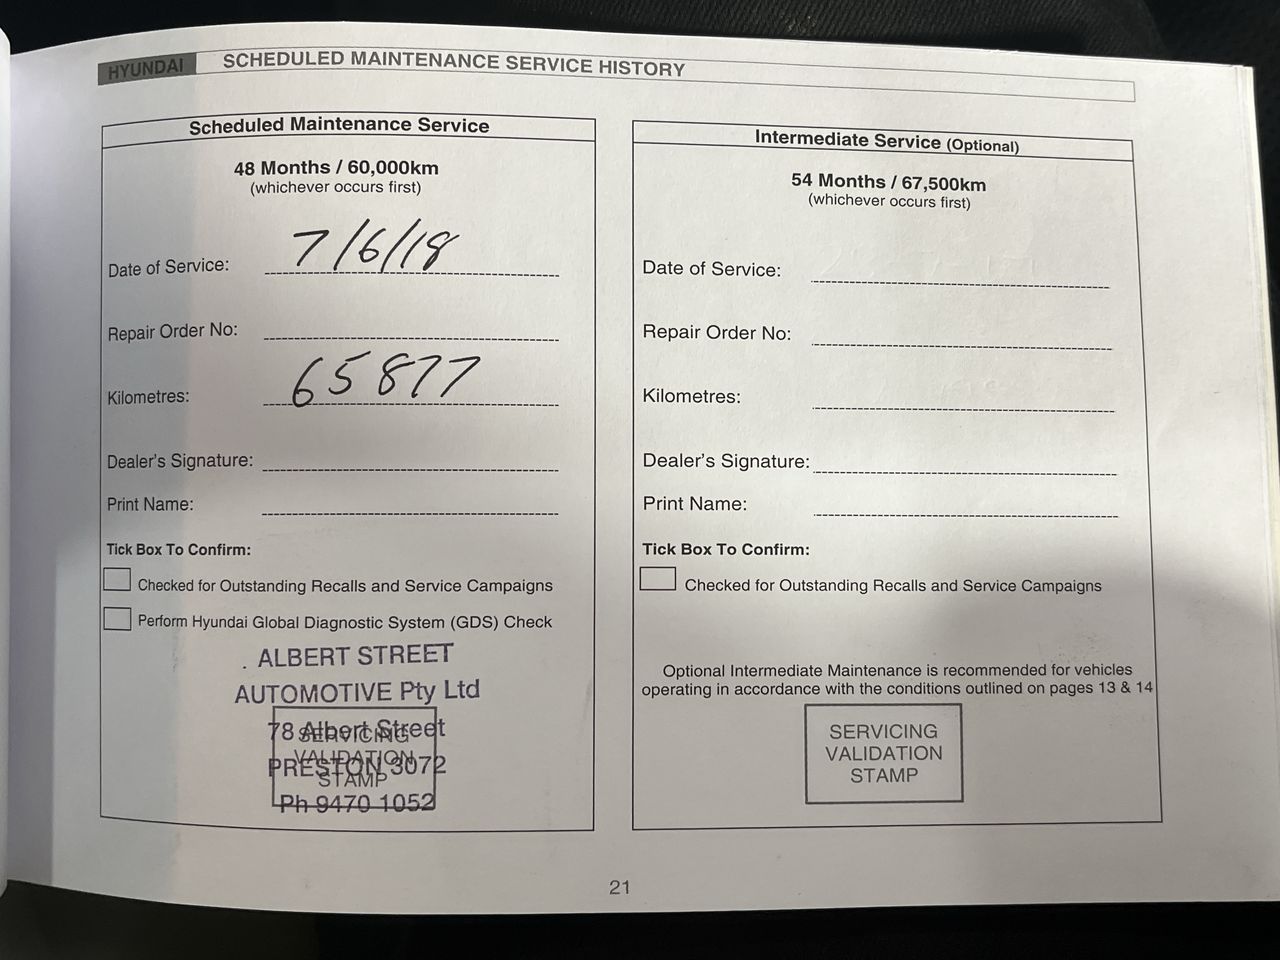 HYUNDAI SCHEDULED MAINTENANCE SERVICE HISTORY
Scheduled Maintenance Service
48 Months / 60,000km
(whichever occurs first)
Date of Service: 7/6/18
Repair Order No:
Kilometres: 65877
Dealer's Signature:
Print Name:
Tick Box To Confirm:
Checked for Outstanding Recalls and Service Campaigns
Perform Hyundai Global Diagnostic System (GDS) Check
. ALBERT STREET
AUTOMOTIVE Pty Ltd
78 Albert Street
PRESTON 3072
Ph 9470 1052
SERVICING
VALIDATION
STAMP
Intermediate Service (Optional)
54 Months / 67,500km
(whichever occurs first)
Date of Service:
Repair Order No:
Kilometres:
Dealer's Signature:
Print Name:
Tick Box To Confirm:
Checked for Outstanding Recalls and Service Campaigns
Optional Intermediate Maintenance is recommended for vehicles
operating in accordance with the conditions outlined on pages 13 & 14
SERVICING
VALIDATION
STAMP
21